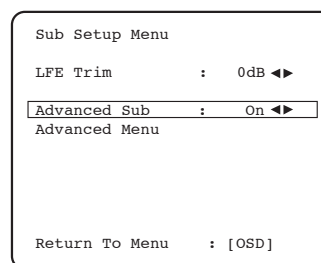 Sub Setup Menu
LFE Trim : 0dB ◄►
Advanced Sub : On ◄►
Advanced Menu
Return To Menu : [OSD]